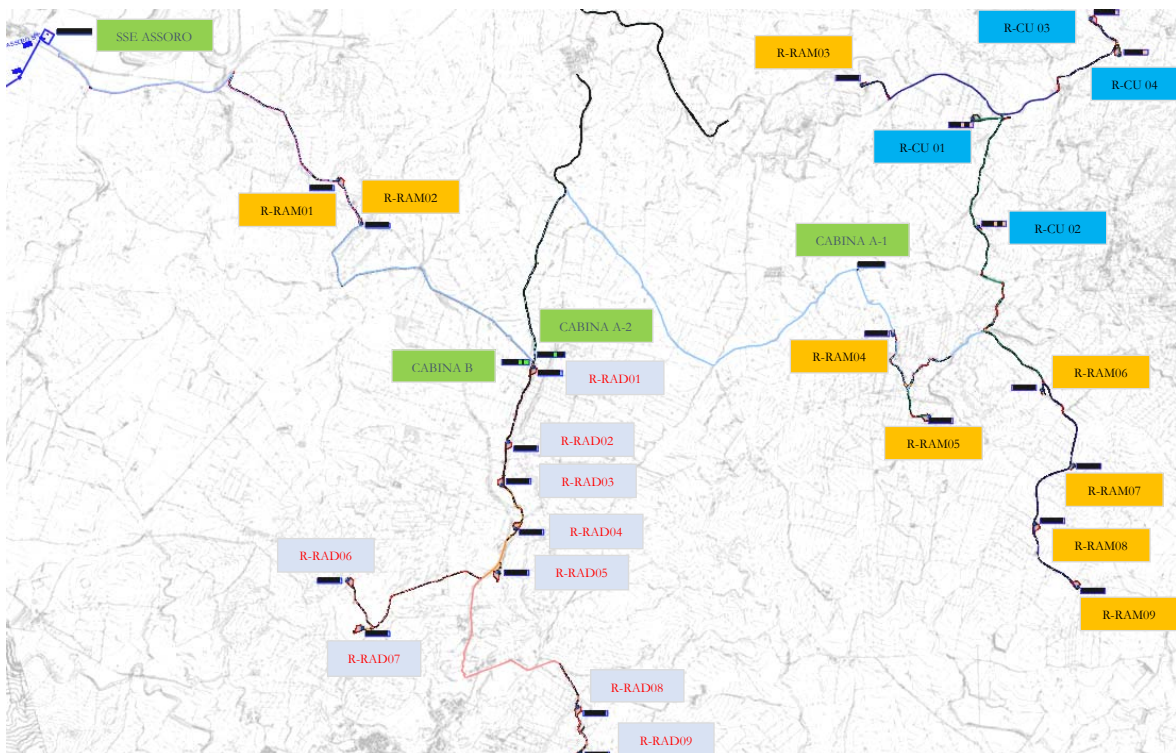 SSE ASSORO
R-CU 03
R-RAM03
R-CU 04
R-CU 01
R-RAM02
R-RAM01
R-CU 02
CABINA A-1
CABINA A-2
R-RAM04
CABINA B
R-RAD01
R-RAM06
R-RAD02
R-RAM05
R-RAD03
R-RAM07
R-RAD04
R-RAM08
R-RAD06
R-RAD05
R-RAM09
R-RAD07
R-RAD08
R-RAD09